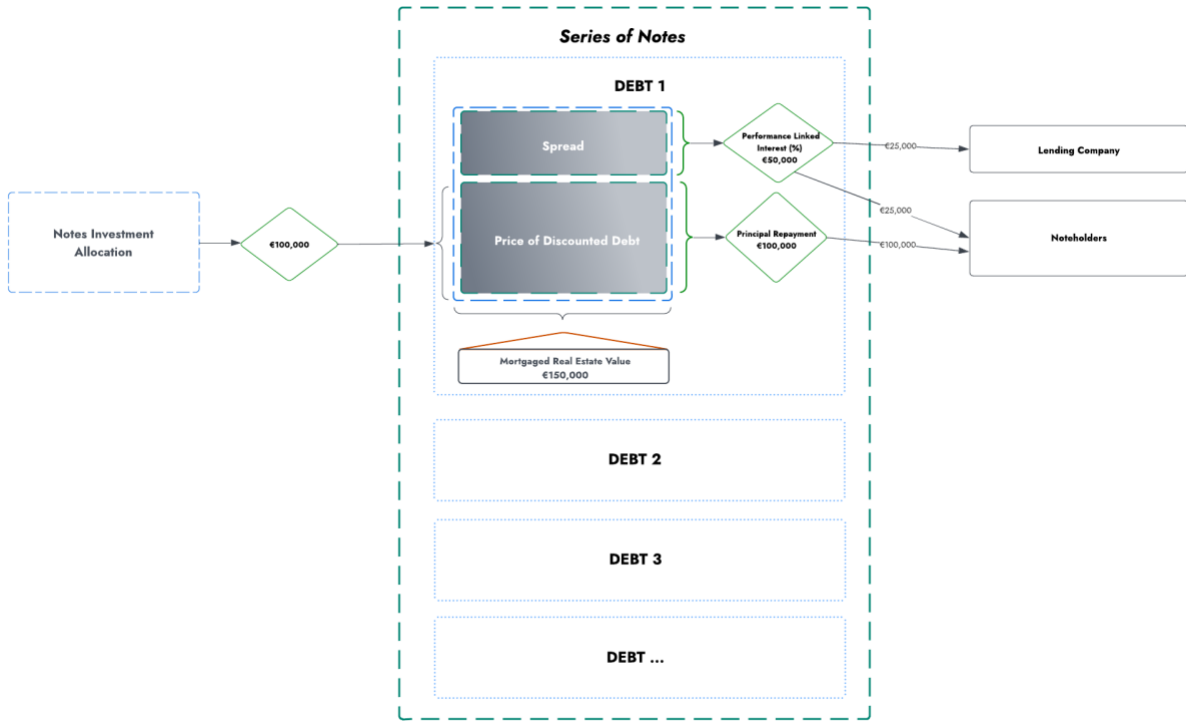 Series of Notes
DEBT 1
Spread
Performance Linked
Interest (%)
€50,000
€25,000
Lending Company
Notes Investment
Allocation
€100,000
Price of Discounted Debt
Principal Repayment
€100,000
€25,000
€100,000
Noteholders
Mortgaged Real Estate Value
€150,000
DEBT 2
DEBT 3
DEBT ...